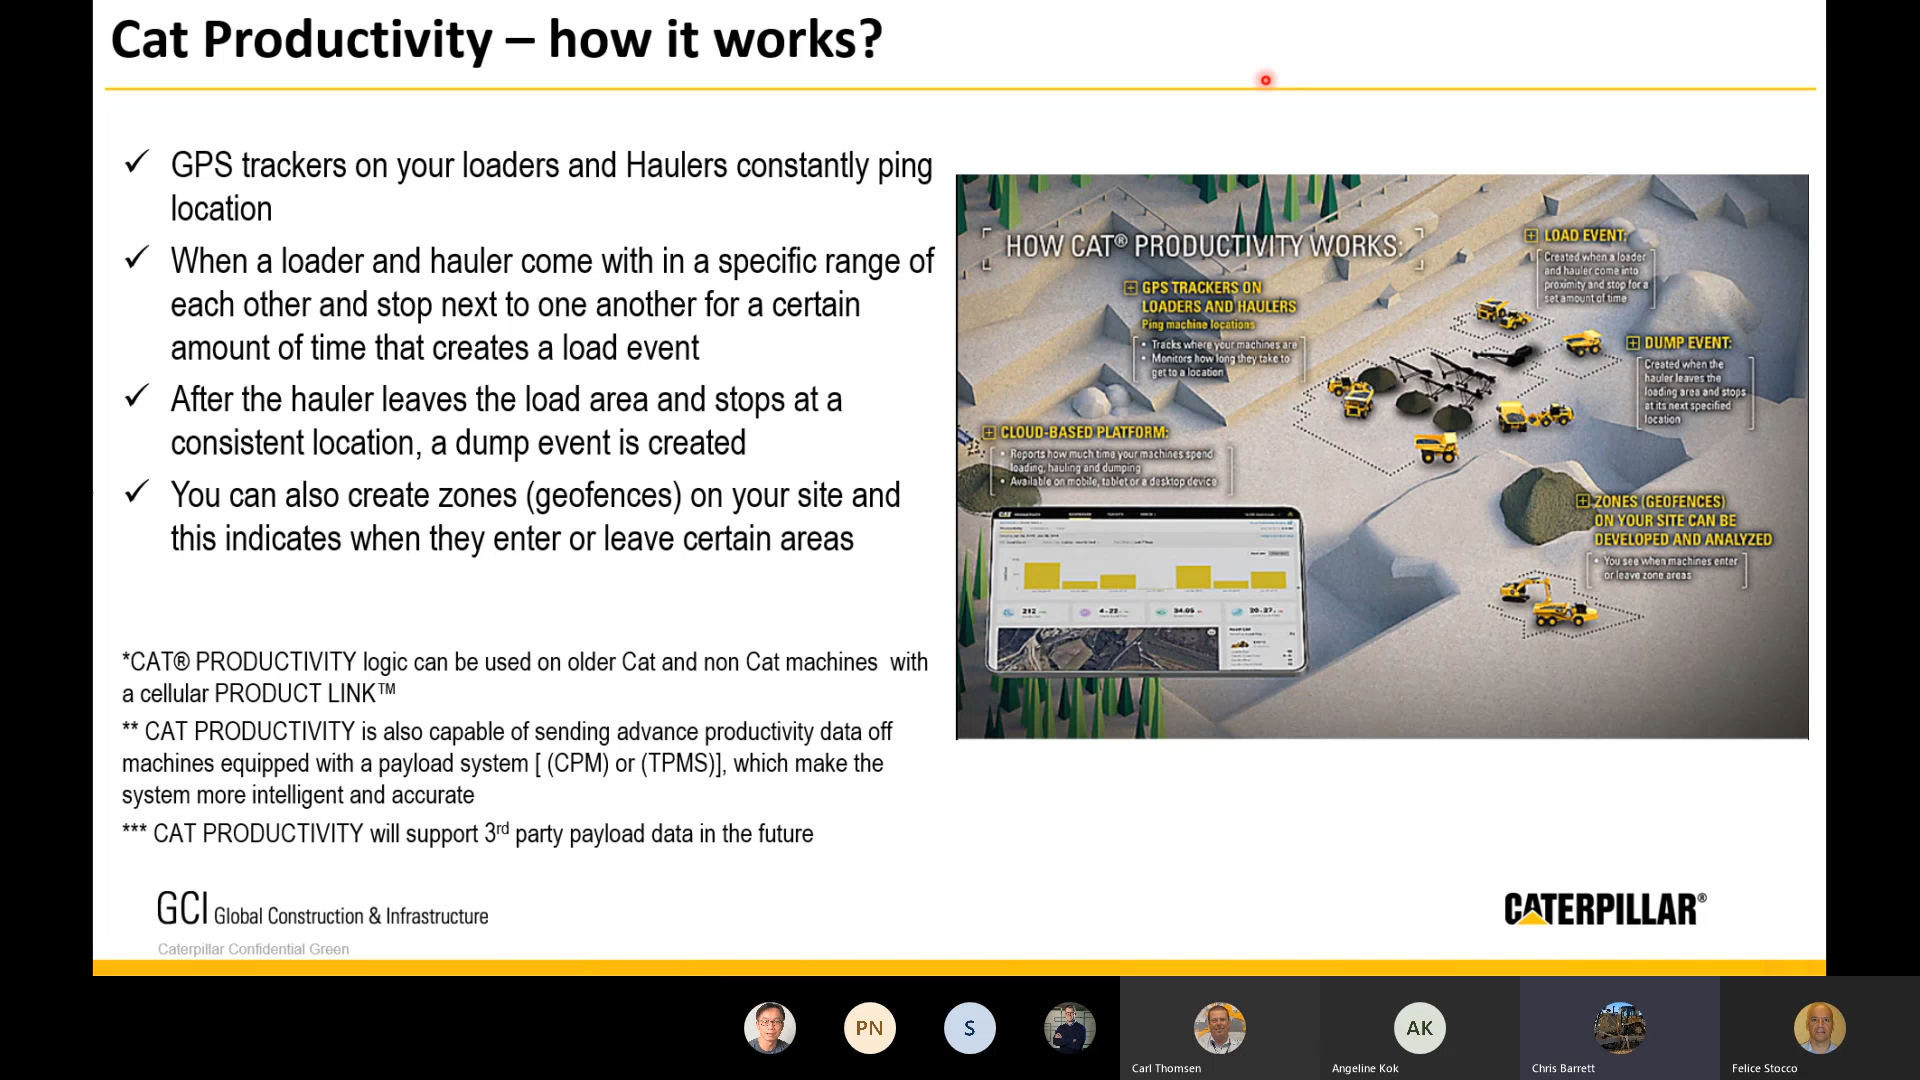 Cat Productivity – how it works?
✓ GPS trackers on your loaders and Haulers constantly ping
location
✓ When a loader and hauler come with in a specific range of
each other and stop next to one another for a certain
amount of time that creates a load event
✓ After the hauler leaves the load area and stops at a
consistent location, a dump event is created
✓ You can also create zones (geofences) on your site and
this indicates when they enter or leave certain areas
*CAT® PRODUCTIVITY logic can be used on older Cat and non Cat machines with
a cellular PRODUCT LINK™
** CAT PRODUCTIVITY is also capable of sending advance productivity data off
machines equipped with a payload system [ (CPM) or (TPMS)], which make the
system more intelligent and accurate
*** CAT PRODUCTIVITY will support 3rd party payload data in the future
HOW CAT® PRODUCTIVITY WORKS:
GPS TRACKERS ON
LOADERS AND HAULERS
Ping machine locations
• Tracks where your machines are
• Monitors how long they take to
get to a location
CLOUD-BASED PLATFORM:
• Reports how much time your machines spend
loading, hauling and dumping
• Available on mobile, tablet or a desktop device
CAT
212
4.22
34.05
20.27
LOAD EVENT:
Created when a loader
and hauler come into
proximity and stop for a
set amount of time
DUMP EVENT:
Created when the
hauler leaves the
loading area and stops
at its next specified
location
ZONES (GEOFENCES)
ON YOUR SITE CAN BE
DEVELOPED AND ANALYZED
• You see when machines enter
or leave zone areas
GCI Global Construction & Infrastructure
Caterpillar Confidential Green
CATERPILLAR®
PN
S
AK
Carl Thomsen
Angeline Kok
Chris Barrett
Felice Stocco